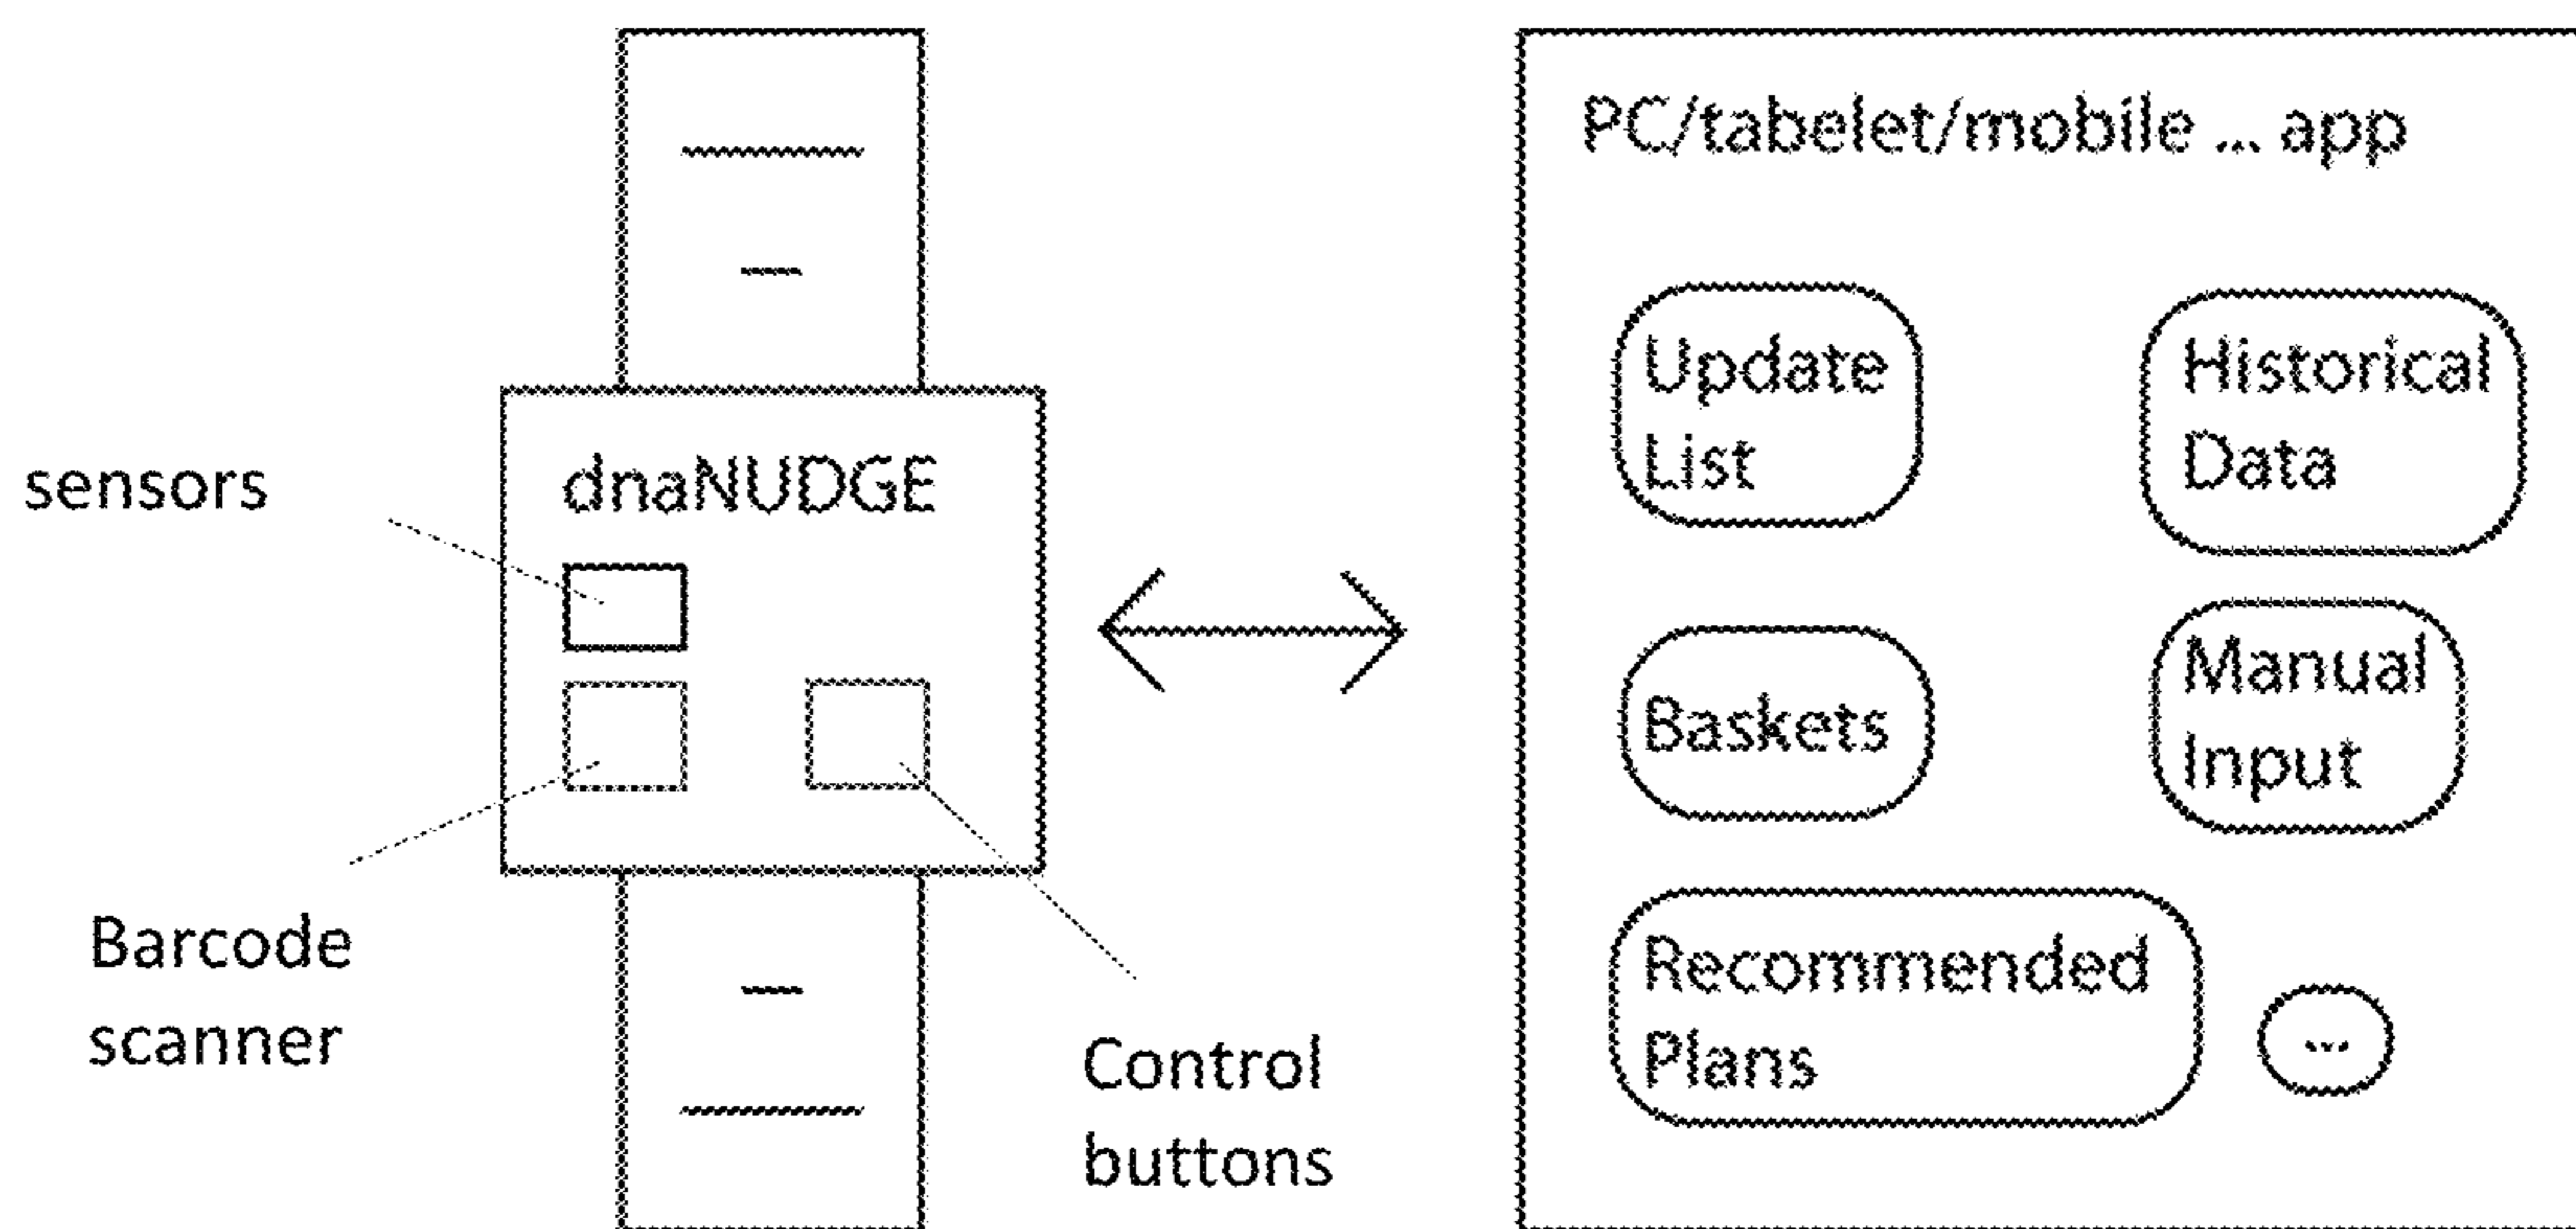 sensors
dnaNUDGE
Barcode
scanner
Control
buttons
PC/tabelet/mobile ... app
Update
List
Historical
Data
Baskets
Manual
Input
Recommended
Plans
...